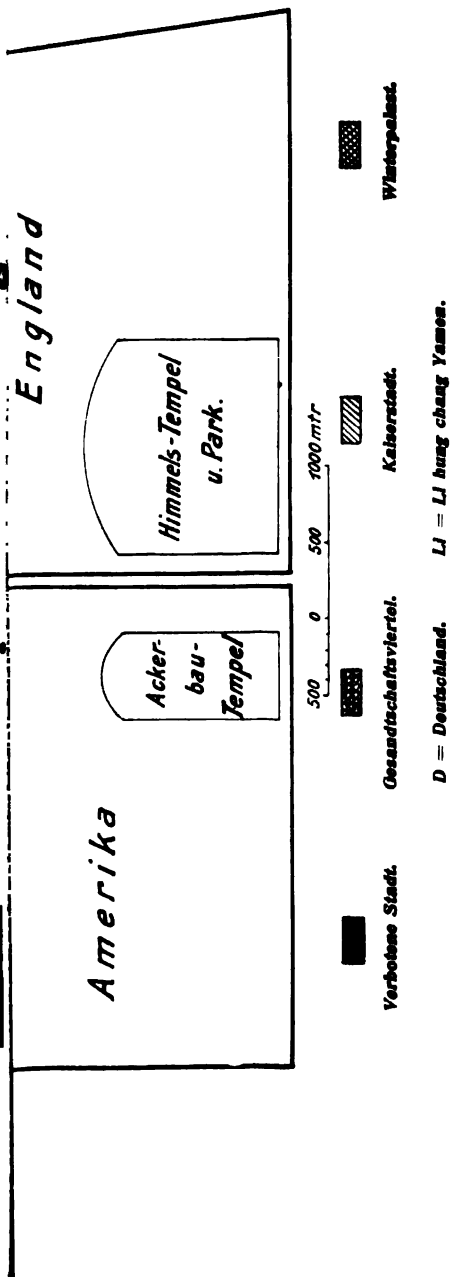 Amerika
England
Acker-
bau-
Tempel
Himmels-Tempel
u. Park.
500 0 500 1000 mtr
Verbotene Stadt.
Gesandtschaftsviertel.
Kaiserstadt.
Winterpalast.
D = Deutschland. Li = Li hung chang Yamen.